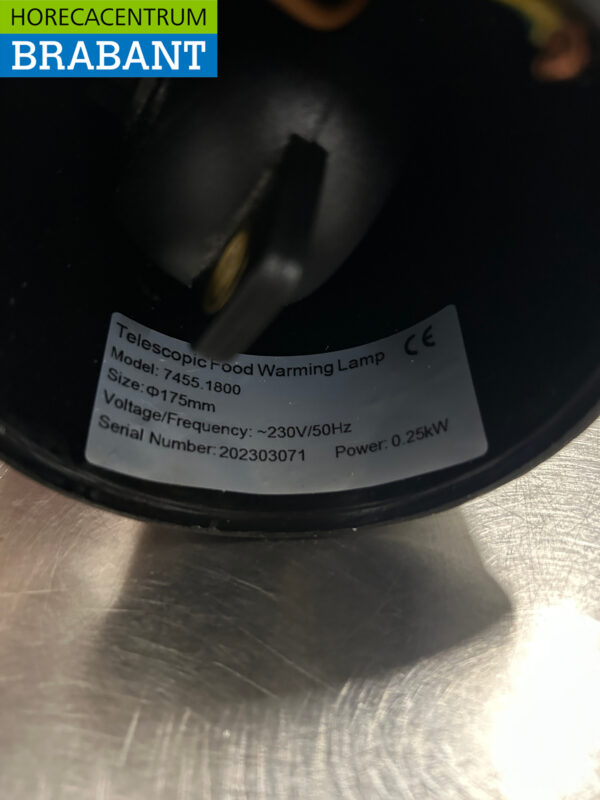 HORECACENTRUM
BRABANT
Telescopic Food Warming Lamp CE
Model: 7455.1800
Size: Φ175mm
Voltage/Frequency: ~230V/50Hz
Serial Number: 202303071 Power: 0.25kW